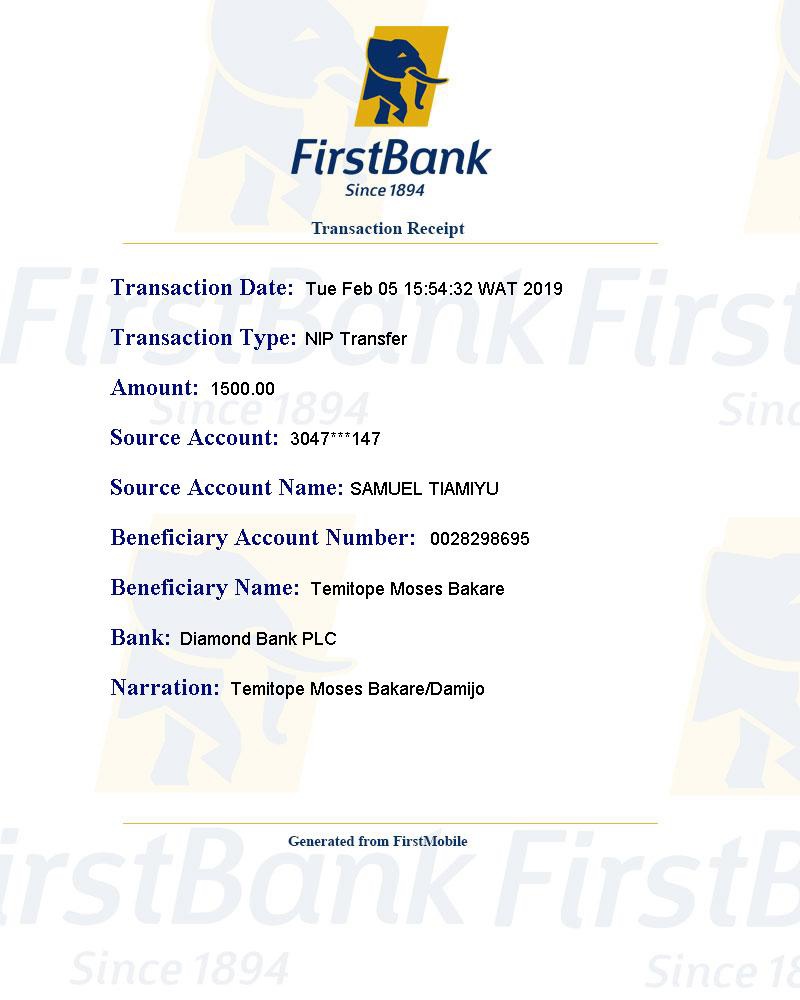 FirstBank
Since 1894
Transaction Receipt
Transaction Date: Tue Feb 05 15:54:32 WAT 2019
Transaction Type: NIP Transfer
Amount: 1500.00
Source Account: 3047***147
Source Account Name: SAMUEL TIAMIYU
Beneficiary Account Number: 0028298695
Beneficiary Name: Temitope Moses Bakare
Bank: Diamond Bank PLC
Narration: Temitope Moses Bakare/Damijo
Generated from FirstMobile